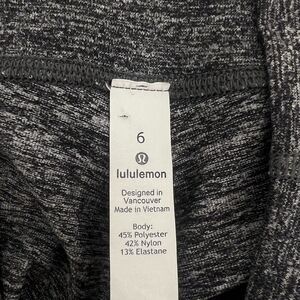 6
lululemon
Designed in
Vancouver
Made in Vietnam
Body:
45% Polyester
42% Nylon
13% Elastane